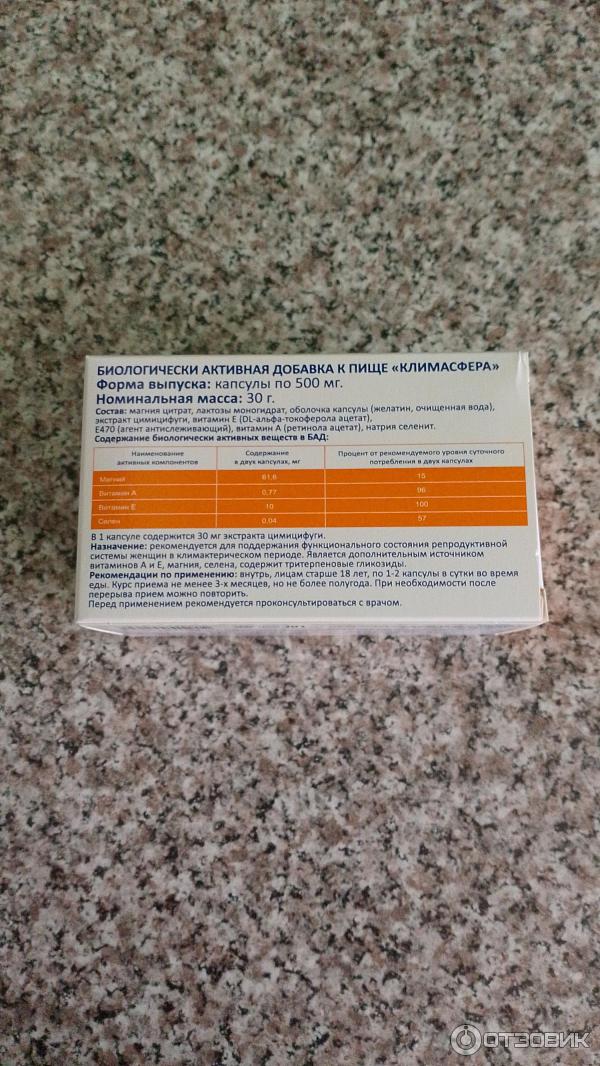 БИОЛОГИЧЕСКИ АКТИВНАЯ ДОБАВКА К ПИЩЕ «КЛИМАСФЕРА»
Форма выпуска: капсулы по 500 мг.
Номинальная масса: 30 г.
Состав: магния цитрат, лактозы моногидрат, оболочка капсулы (желатин, очищенная вода),
экстракт цимицифуги, витамин Е (DL-альфа-токоферола ацетат),
Е470 (агент антислеживающий), витамин А (ретинола ацетат), натрия селенит.
Содержание биологически активных веществ в БАД:
Наименование активных компонентов Содержание в двух капсулах, мг Процент от рекомендуемого уровня суточного потребления в двух капсулах
Магний 61,6 15
Витамин А 0,77 96
Витамин Е 10 100
Селен 0,04 57
В 1 капсуле содержится 30 мг экстракта цимицифуги.
Назначение: рекомендуется для поддержания функционального состояния репродуктивной
системы женщин в климактерическом периоде. Является дополнительным источником
витаминов А и Е, магния, селена, содержит тритерпеновые гликозиды.
Рекомендации по применению: внутрь, лицам старше 18 лет, по 1-2 капсулы в сутки во время
еды. Курс приема не менее 3-х месяцев, но не более полугода. При необходимости после
перерыва прием можно повторить.
Перед применением рекомендуется проконсультироваться с врачом.
ОТЗОВИК